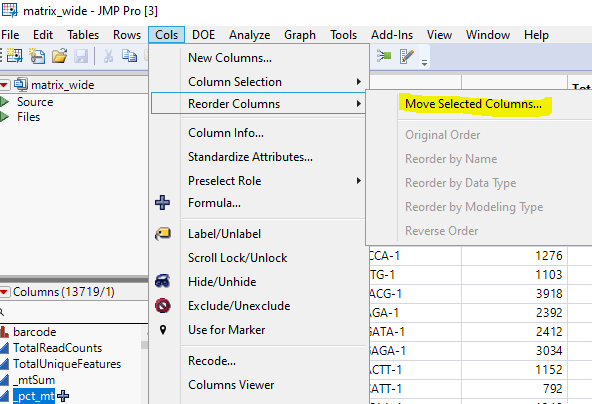 matrix_wide - JMP Pro [3]
File Edit Tables Rows Cols DOE Analyze Graph Tools Add-Ins View Window Help
matrix_wide
Source
Files
New Columns...
Column Selection
Reorder Columns
Column Info...
Standardize Attributes...
Preselect Role
Formula...
Label/Unlabel
Scroll Lock/Unlock
Hide/Unhide
Exclude/Unexclude
Use for Marker
Recode...
Columns Viewer
Move Selected Columns...
Original Order
Reorder by Name
Reorder by Data Type
Reorder by Modeling Type
Reverse Order
CCA-1 1276
TG-1 1103
ACG-1 3918
AGA-1 2392
GATA-1 2412
GAGA-1 3034
ACTT-1 1152
CATT-1 792
Columns (13719/1)
barcode
TotalReadCounts
TotalUniqueFeatures
_mtSum
_pct_mt